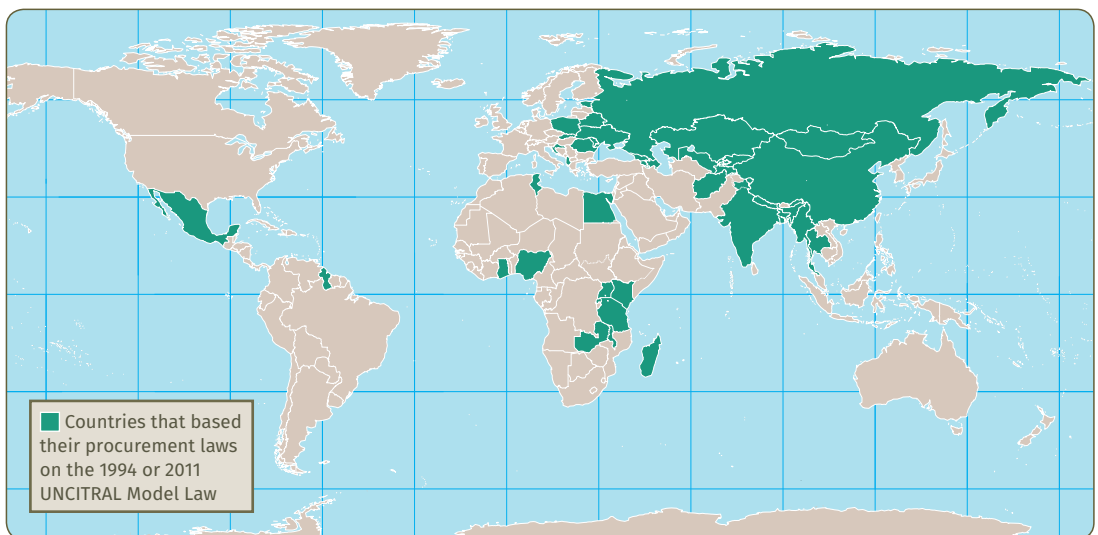 Countries that based
their procurement laws
on the 1994 or 2011
UNCITRAL Model Law